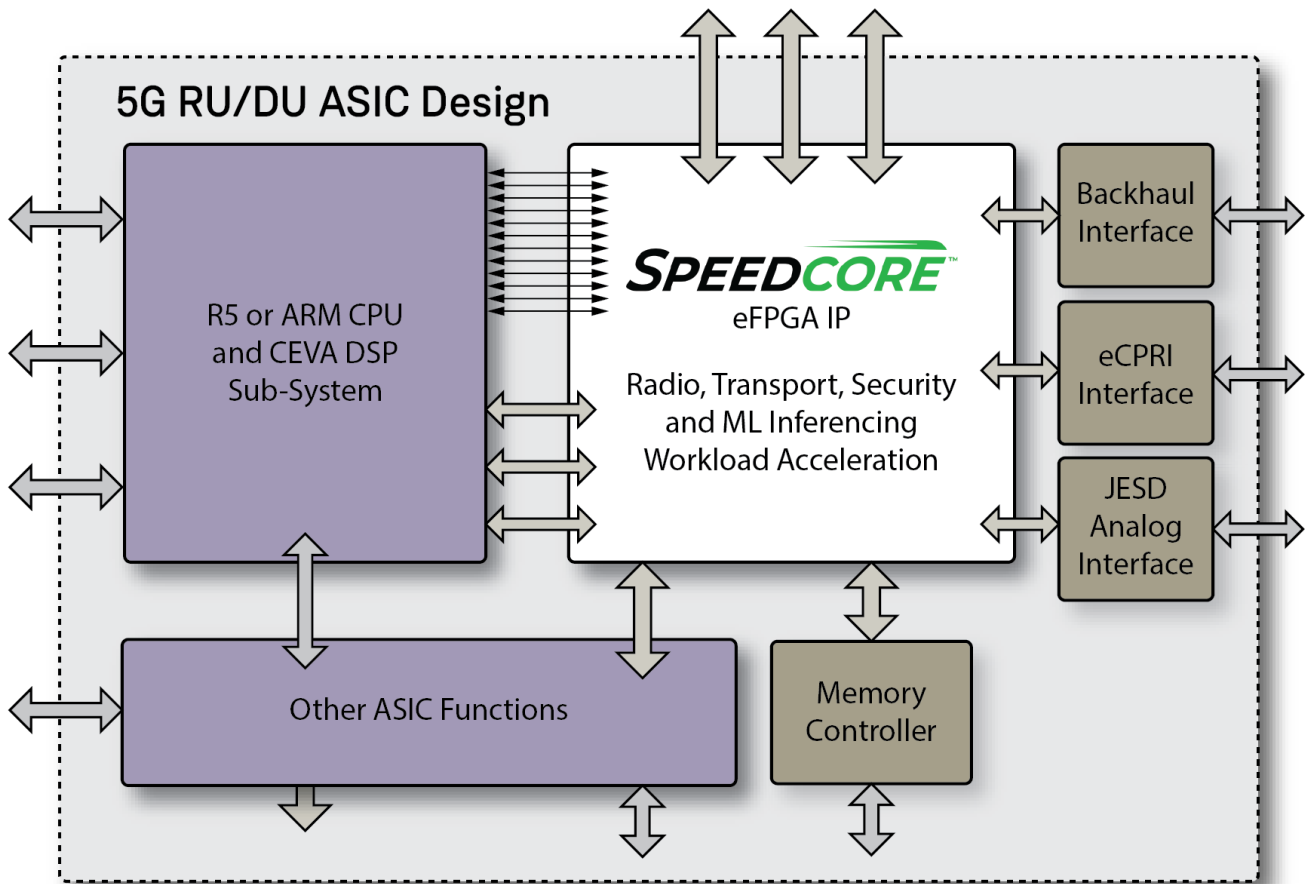 5G RU/DU ASIC Design
R5 or ARM CPU
and CEVA DSP
Sub-System
SPEEDCORE™
eFPGA IP
Radio, Transport, Security
and ML Inferencing
Workload Acceleration
Backhaul
Interface
eCPRI
Interface
JESD
Analog
Interface
Other ASIC Functions
Memory
Controller